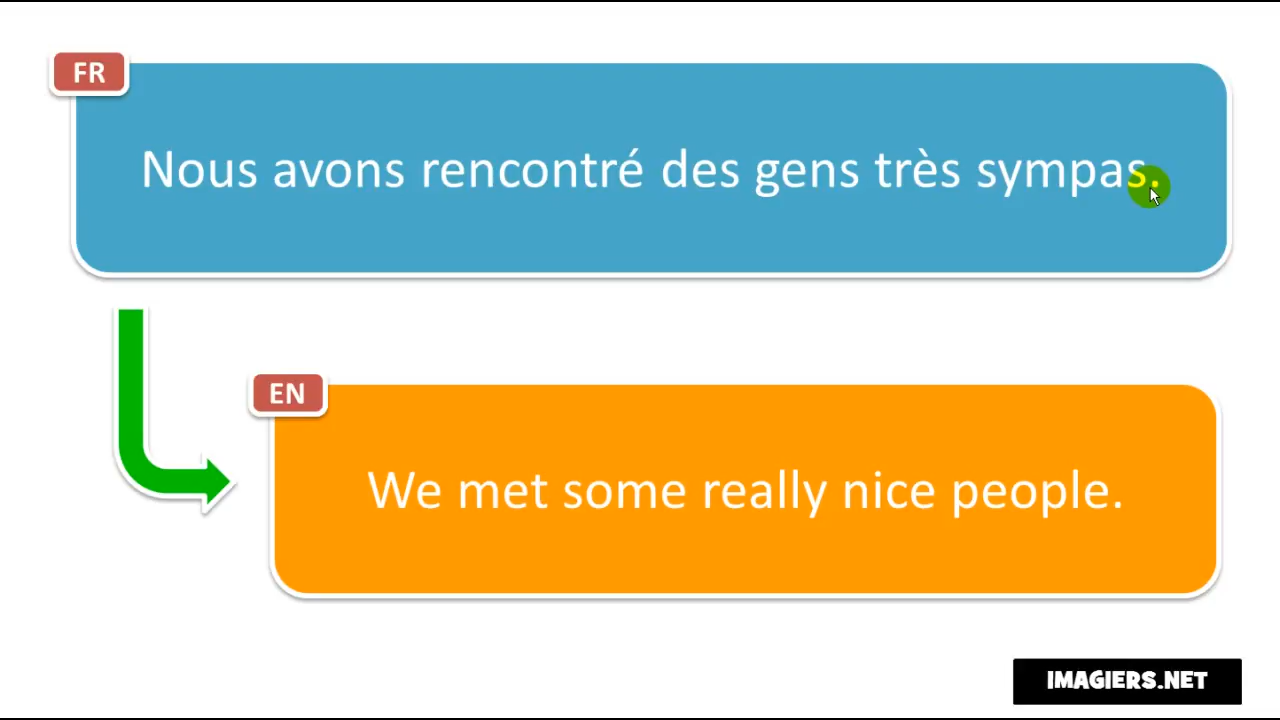 FR
Nous avons rencontré des gens très sympas.
EN
We met some really nice people.
IMAGIERS.NET